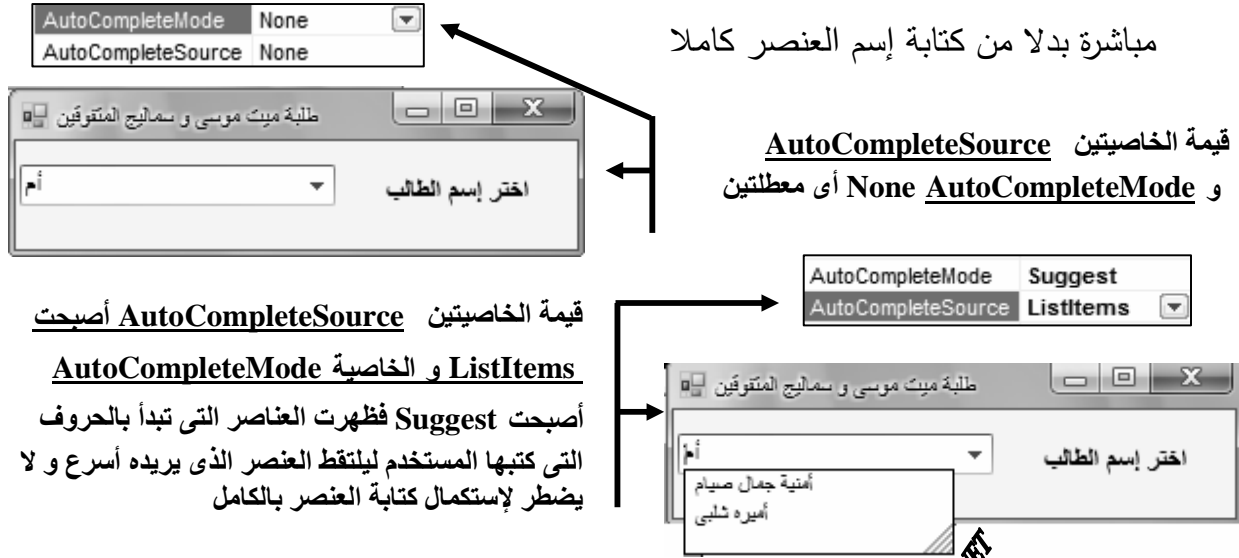 مباشرة بدلا من كتابة إسم العنصر كاملا
AutoCompleteMode None
AutoCompleteSource None
طلبة ميت موسى و سماليج المتوفين
أم
اختر إسم الطالب
قيمة الخاصيتين AutoCompleteSource
و AutoCompleteMode None أى معطلتين
AutoCompleteMode Suggest
AutoCompleteSource ListItems
قيمة الخاصيتين AutoCompleteSource أصبحت
ListItems و الخاصية AutoCompleteMode
أصبحت Suggest فظهرت العناصر التى تبدأ بالحروف
التى كتبها المستخدم ليلتقط العنصر الذى يريده أسرع و لا
يضطر لإستكمال كتابة العنصر بالكامل
طلبة ميت موسى و سماليج المتفوقين
أم
اختر إسم الطالب
أمنية جمال صيام
أميره شلبى